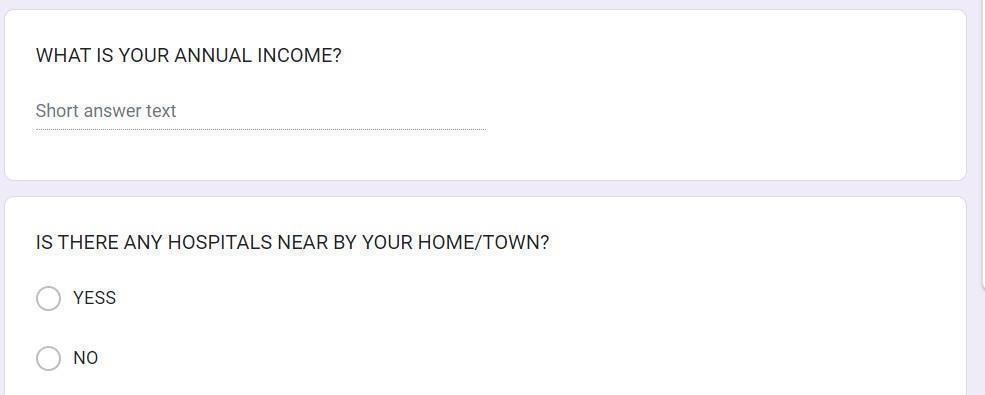 WHAT IS YOUR ANNUAL INCOME?
Short answer text
IS THERE ANY HOSPITALS NEAR BY YOUR HOME/TOWN?
YESS
NO